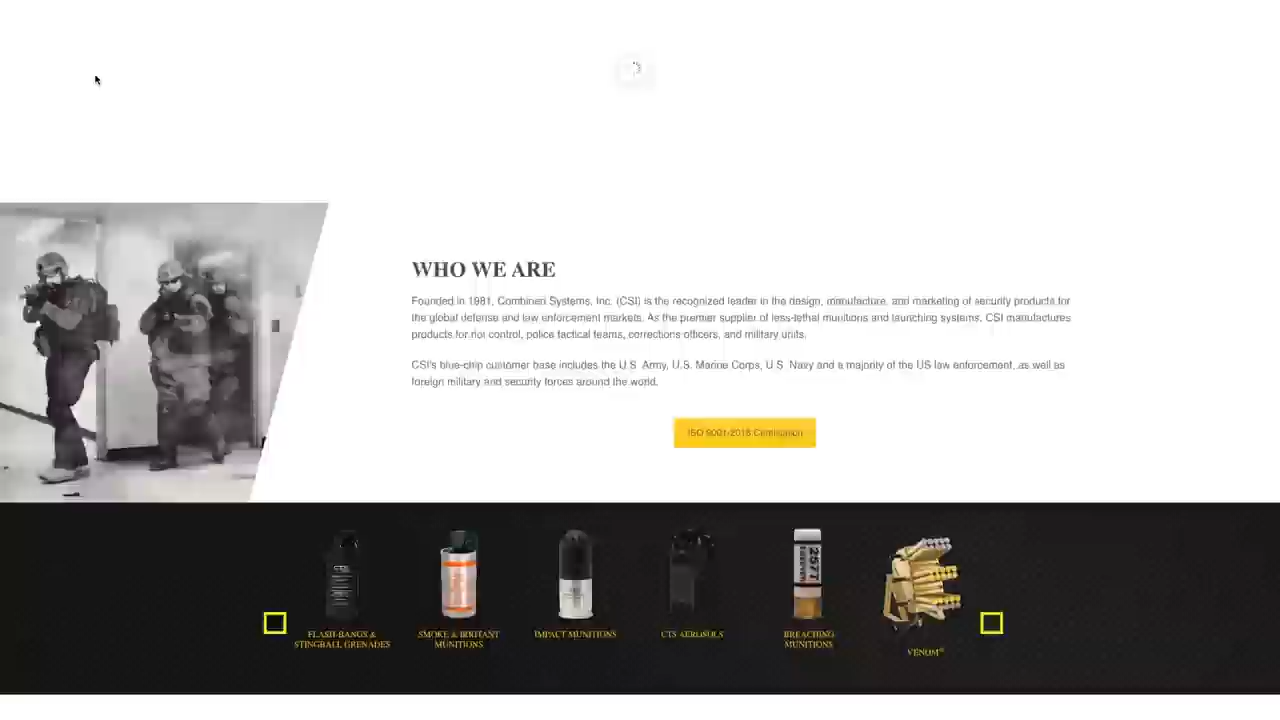 WHO WE ARE
Founded in 1981, Combined Systems, Inc. (CSI) is the recognized leader in the design, manufacture, and marketing of security products for
the global defense and law enforcement markets. As the premier supplier of less-lethal munitions and launching systems, CSI manufactures
products for riot control, police tactical teams, corrections officers, and military units.
CSI's blue-chip customer base includes the U.S. Army, U.S. Marine Corps, U.S. Navy and a majority of the US law enforcement, as well as
foreign military and security forces around the world.
ISO 9001:2015 Certification
FLASH-BANGS &
STINGBALL GRENADES
SMOKE & IRRITANT
MUNITIONS
IMPACT MUNITIONS
CTS AEROSOLS
BREACHING
MUNITIONS
VENOM®